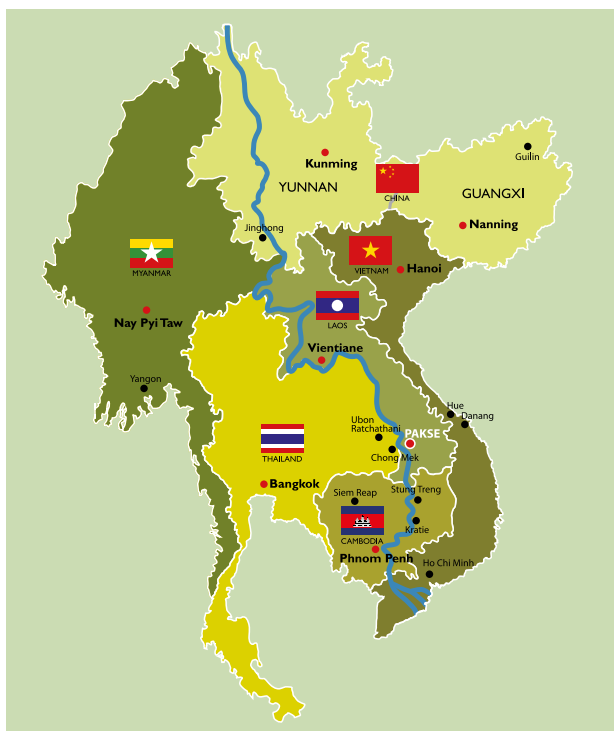 Guilin
Kunming
YUNNAN
GUANGXI
CHINA
Nanning
Jinghong
MYANMAR
VIETNAM
Hanoi
Nay Pyi Taw
LAOS
Vientiane
Yangon
Hue
Danang
Ubon
Ratchathani
PAKSE
Chong Mek
THAILAND
Bangkok
Siem Reap
Stung Treng
Kratie
CAMBODIA
Phnom Penh
Ho Chi Minh